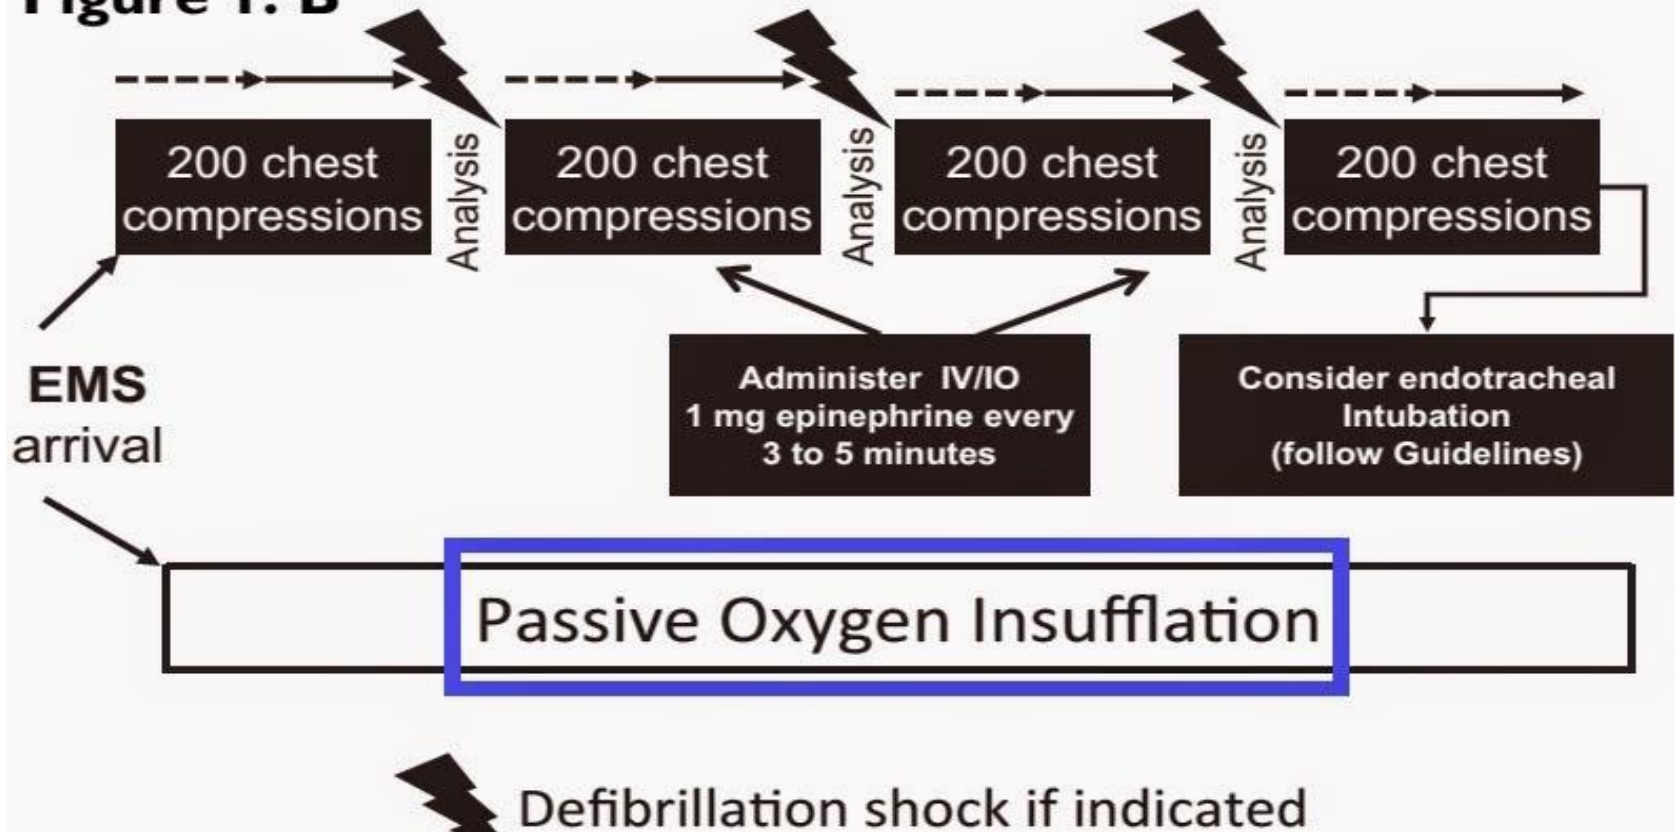 Figure 1. B
200 chest
compressions
Analysis
200 chest
compressions
Analysis
200 chest
compressions
Analysis
200 chest
compressions
EMS
arrival
Administer IV/IO
1 mg epinephrine every
3 to 5 minutes
Consider endotracheal
Intubation
(follow Guidelines)
Passive Oxygen Insufflation
Defibrillation shock if indicated